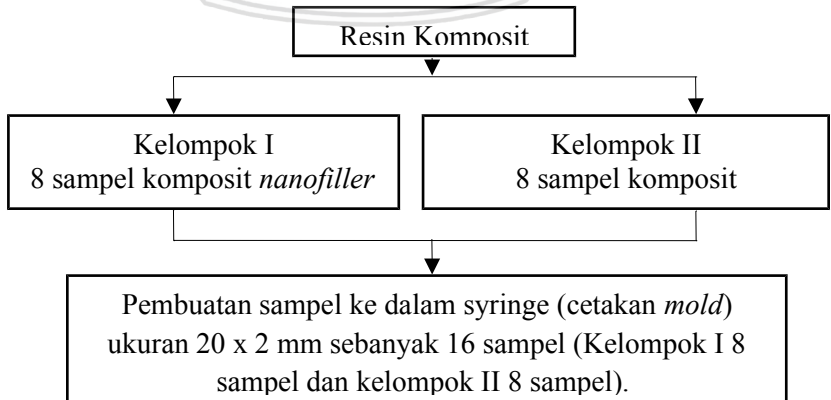 Resin Komposit
Kelompok I
8 sampel komposit nanofiller
Kelompok II
8 sampel komposit
Pembuatan sampel ke dalam syringe (cetakan mold)
ukuran 20 x 2 mm sebanyak 16 sampel (Kelompok I 8
sampel dan kelompok II 8 sampel).